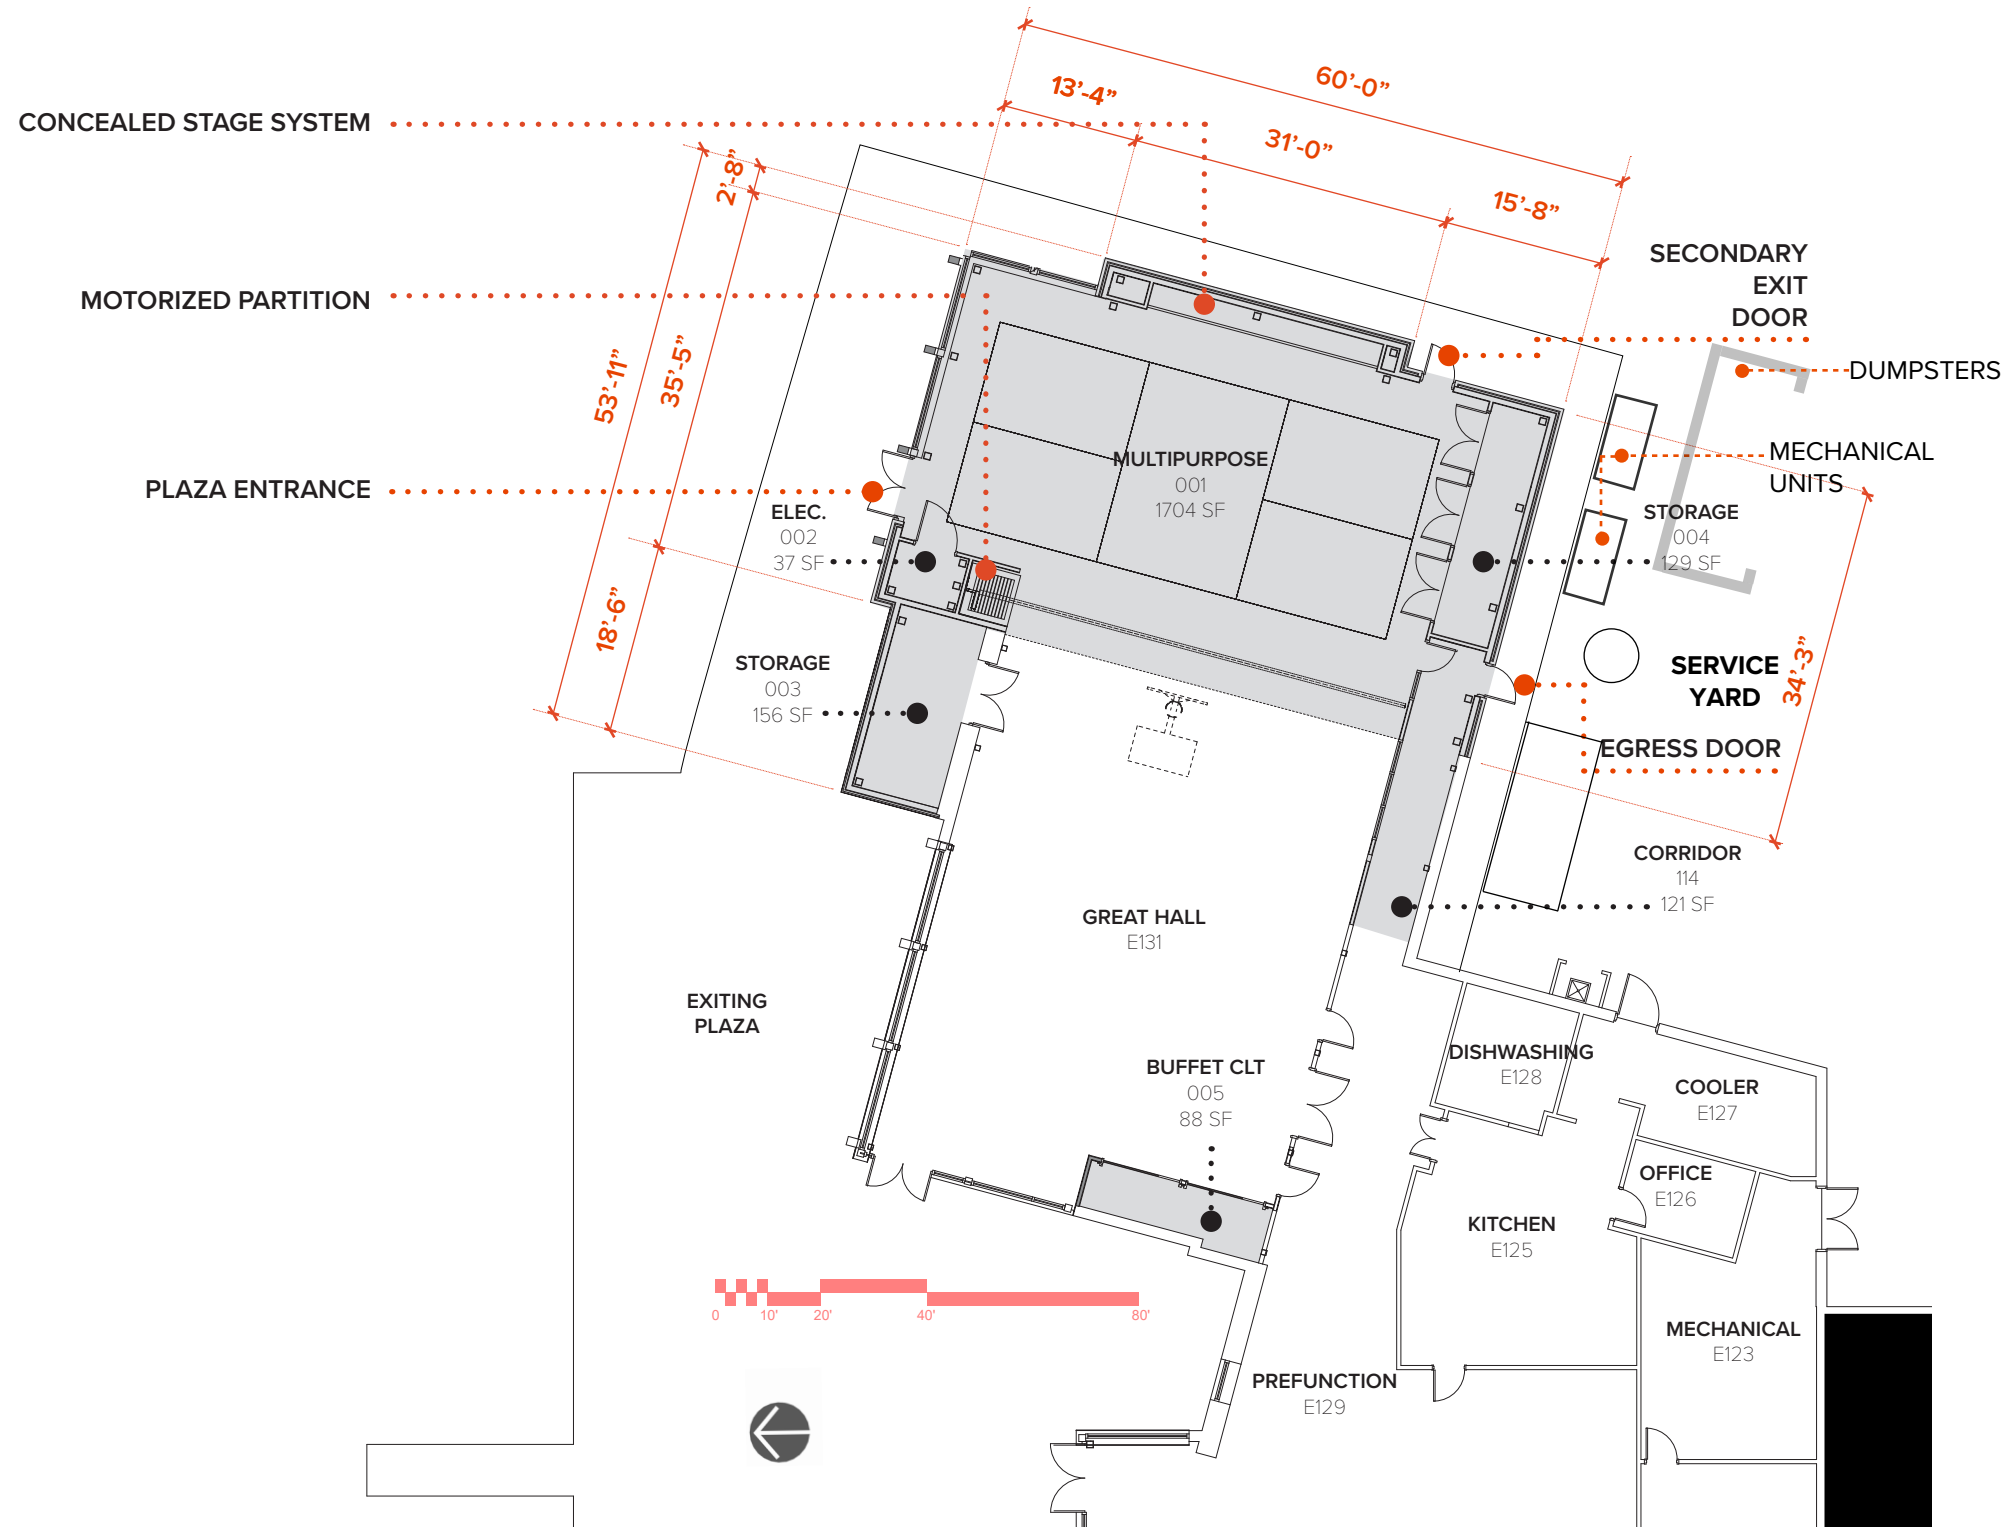 60’-0”
13’-4”
31’-0”
15’-8”
CONCEALED STAGE SYSTEM
2’-8”
MOTORIZED PARTITION
53’-11”
35’-5”
18’-6”
PLAZA ENTRANCE
SECONDARY
EXIT
DOOR
DUMPSTERS
MECHANICAL
UNITS
MULTIPURPOSE
001
1704 SF
ELEC.
002
37 SF
STORAGE
004
129 SF
STORAGE
003
156 SF
SERVICE
YARD
34’-3”
EGRESS DOOR
CORRIDOR
114
121 SF
GREAT HALL
E131
EXITING
PLAZA
BUFFET CLT
005
88 SF
DISHWASHING
E128
COOLER
E127
OFFICE
E126
KITCHEN
E125
MECHANICAL
E123
PREFUNCTION
E129
0 10' 20' 40' 80'